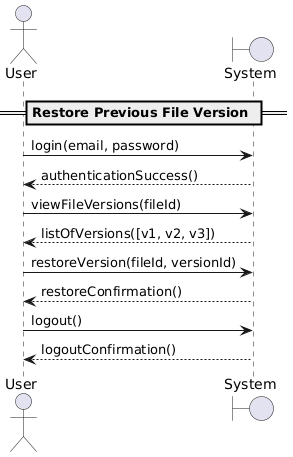 User
System
Restore Previous File Version
login(email, password)
authenticationSuccess()
viewFileVersions(fileId)
listOfVersions([v1, v2, v3])
restoreVersion(fileId, versionId)
restoreConfirmation()
logout()
logoutConfirmation()
User
System